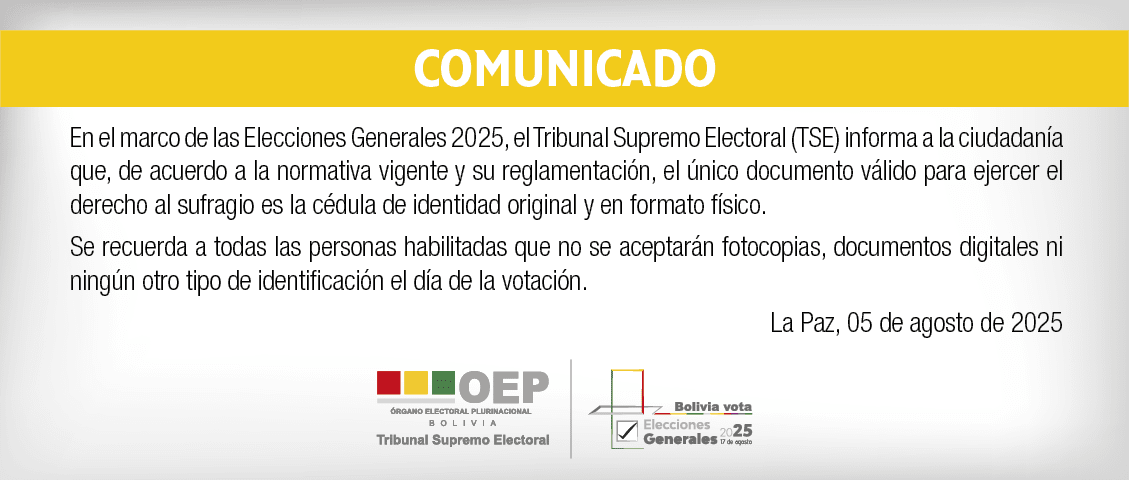 COMUNICADO
En el marco de las Elecciones Generales 2025, el Tribunal Supremo Electoral (TSE) informa a la ciudadanía
que, de acuerdo a la normativa vigente y su reglamentación, el único documento válido para ejercer el
derecho al sufragio es la cédula de identidad original y en formato físico.
Se recuerda a todas las personas habilitadas que no se aceptarán fotocopias, documentos digitales ni
ningún otro tipo de identificación el día de la votación.
La Paz, 05 de agosto de 2025
OEP
ÓRGANO ELECTORAL PLURINACIONAL
BOLIVIA
Tribunal Supremo Electoral
Bolivia vota
Elecciones
Generales 2025
17 de agosto